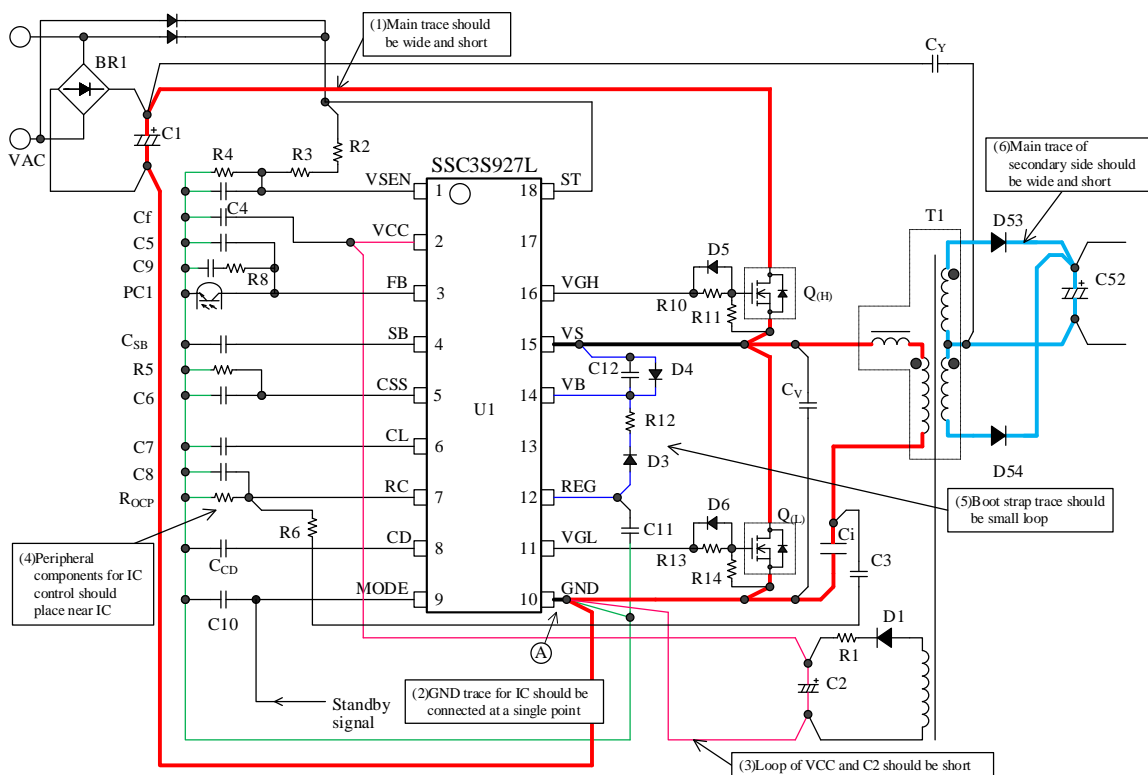 (1)Main trace should
be wide and short
BR1
C1
VAC
CY
R2
R4
R3
SSC3S927L
VSEN
1
18
ST
Cf
C4
VCC
2
17
C5
C9
R8
PC1
FB
3
16
VGH
D5
R10
R11
Q(H)
CSB
SB
4
15
VS
R5
C6
CSS
5
14
VB
C12
D4
CV
U1
R12
C7
CL
6
13
D3
C8
ROCP
RC
7
12
REG
R6
C11
CCD
CD
8
11
VGL
D6
R13
R14
Q(L)
Ci
C3
C10
MODE
9
10
GND
A
(6)Main trace of
secondary side should
be wide and short
T1
D53
C52
D54
(5)Boot strap trace should
be small loop
(4)Peripheral
components for IC
control should
place near IC
D1
R1
C2
Standby
signal
(2)GND trace for IC should be
connected at a single point
(3)Loop of VCC and C2 should be short